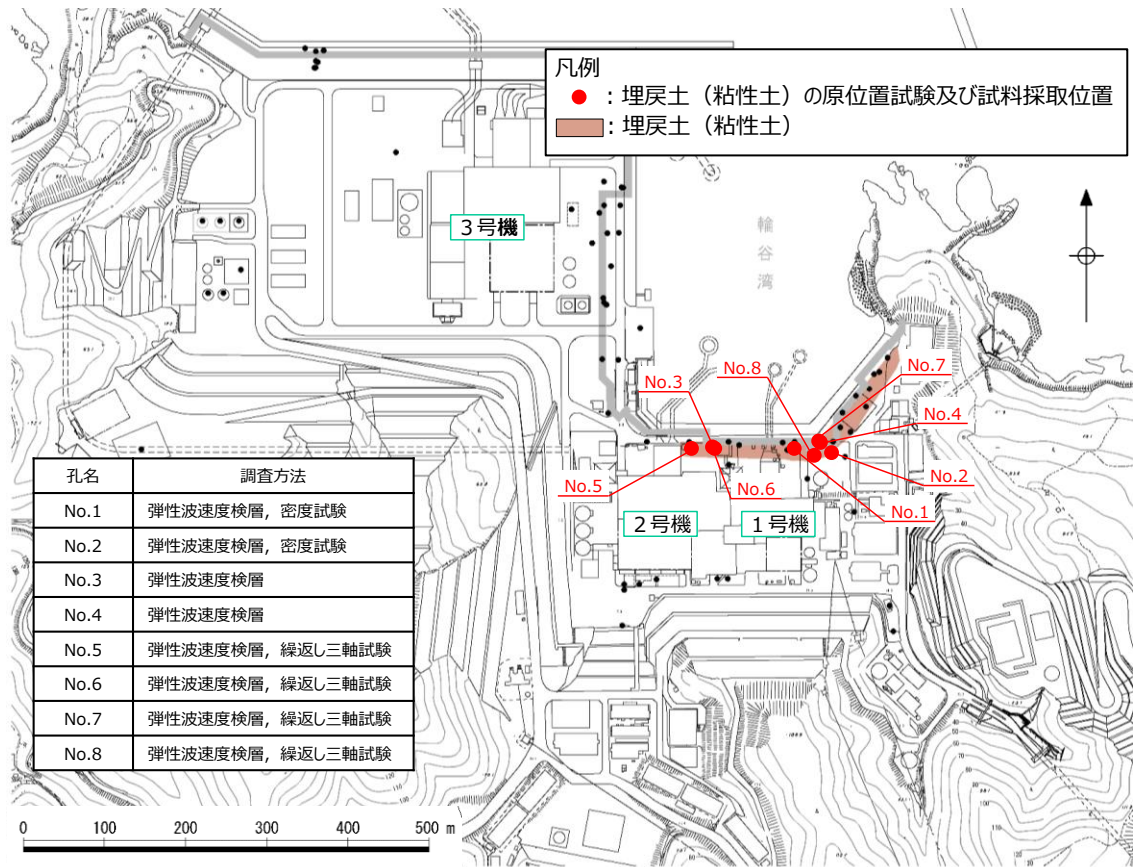 凡例
● : 埋戻土（粘性土）の原位置試験及び試料採取位置
: 埋戻土（粘性土）
3号機
輪谷湾
No.8
No.7
No.3
No.4
No.5
No.6
No.2
No.1
2号機
1号機
孔名 調査方法
No.1 弾性波速度検層，密度試験
No.2 弾性波速度検層，密度試験
No.3 弾性波速度検層
No.4 弾性波速度検層
No.5 弾性波速度検層，繰返し三軸試験
No.6 弾性波速度検層，繰返し三軸試験
No.7 弾性波速度検層，繰返し三軸試験
No.8 弾性波速度検層，繰返し三軸試験
0 100 200 300 400 500 m